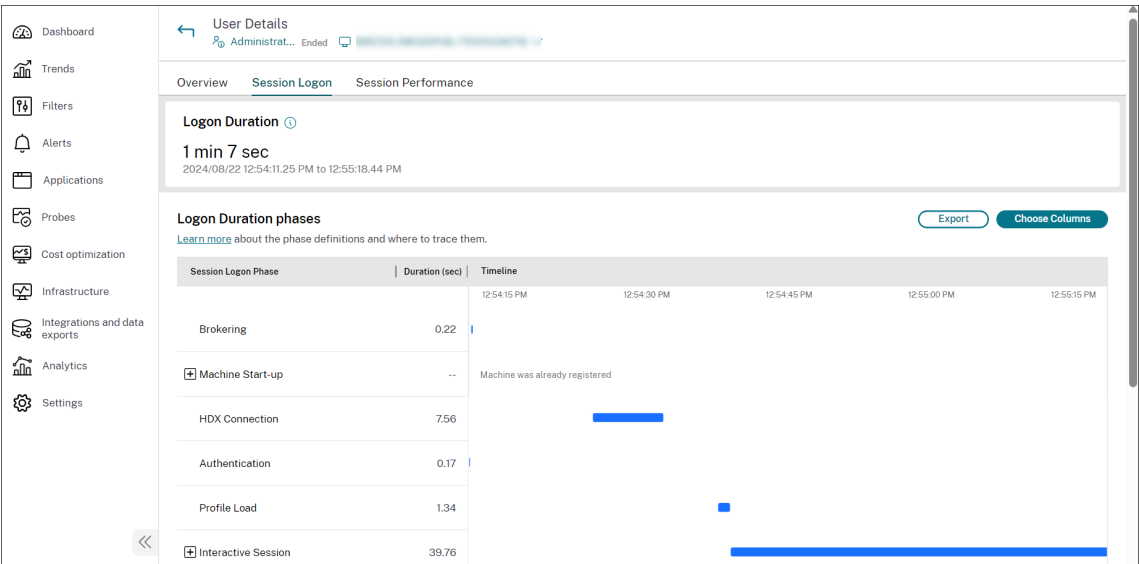 Dashboard
Trends
Filters
Alerts
Applications
Probes
Cost optimization
Infrastructure
Integrations and data
exports
Analytics
Settings
User Details
Administrat... Ended
Overview Session Logon Session Performance
Logon Duration
1 min 7 sec
2024/08/22 12:54:11.25 PM to 12:55:18.44 PM
Logon Duration phases
Export Choose Columns
Learn more about the phase definitions and where to trace them.
Session Logon Phase Duration (sec) Timeline
12:54:15 PM 12:54:30 PM 12:54:45 PM 12:55:00 PM 12:55:15 PM
Brokering 0.22
Machine Start-up -- Machine was already registered
HDX Connection 7.56
Authentication 0.17
Profile Load 1.34
Interactive Session 39.76